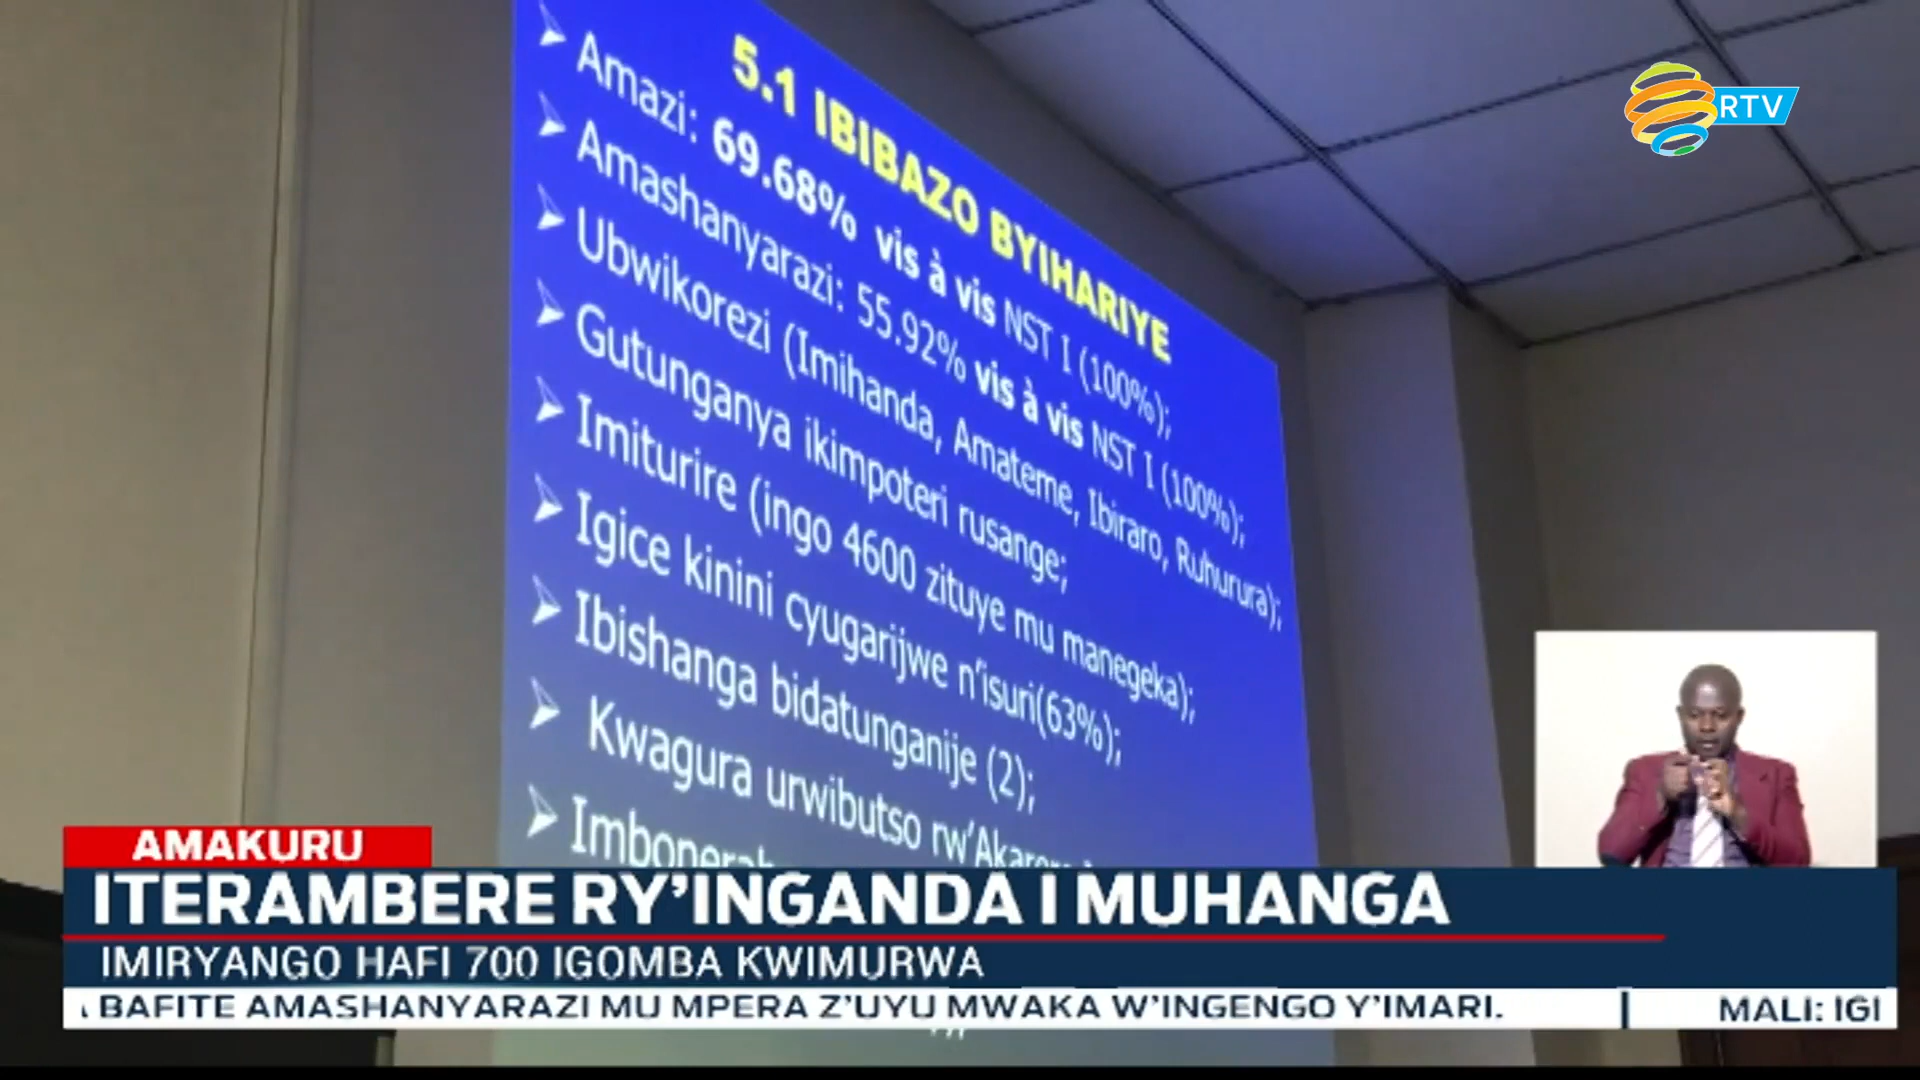 RTV
5.1 IBIBAZO BYIHARIYE
Amazi: 69.68% vis à vis NST I (100%);
Amashanyarazi: 55.92% vis à vis NST I (100%);
Ubwikorezi (Imihanda, Amateme, Ibiraro, Ruhurura);
Gutunganya ikimpoteri rusange;
Imiturire (ingo 4600 zituye mu manegeka);
Igice kinini cyugarijwe n'isuri(63%);
Ibishanga bidatunganije (2);
Kwagura urwibutso
AMAKURU
ITERAMBERE RY'INGANDA I MUHANGA
IMIRYANGO HAFI 700 IGOMBA KWIMURWA
BAFITE AMASHANYARAZI MU MPERA Z'UYU MWAKA W'INGENGO Y'IMARI. | MALI: IGI